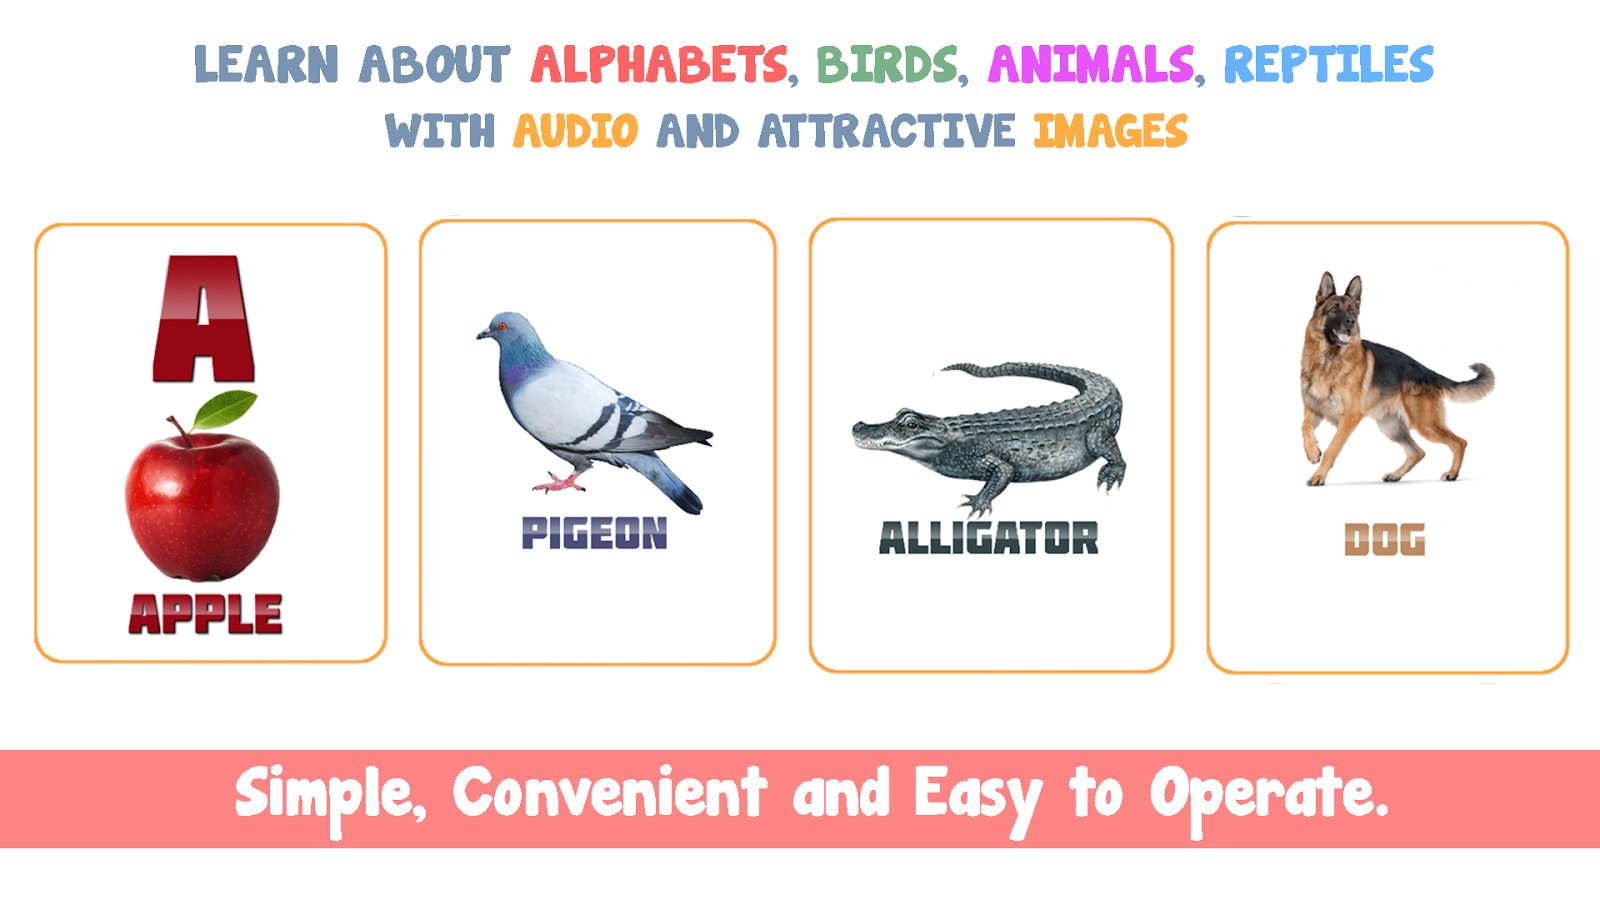 LEARN ABOUT ALPHABETS, BIRDS, ANIMALS, REPTILES
WITH AUDIO AND ATTRACTIVE IMAGES
A
APPLE
PIGEON
ALLIGATOR
DOG
Simple, Convenient and Easy to Operate.